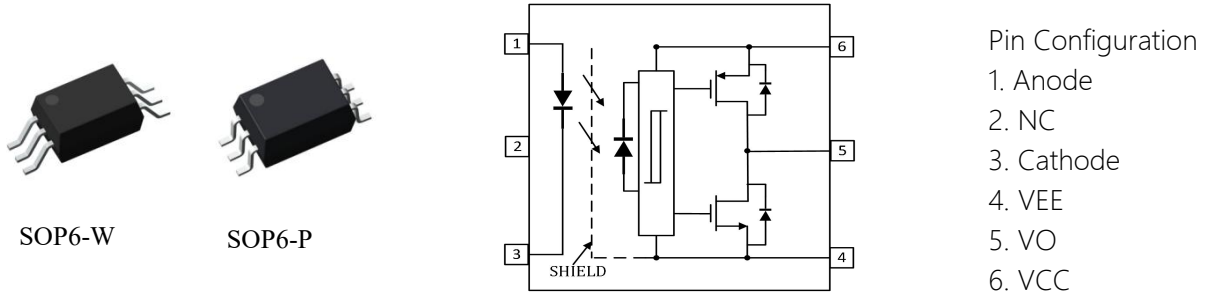 SOP6-W
SOP6-P
1
2
3
6
5
4
SHIELD
Pin Configuration
1. Anode
2. NC
3. Cathode
4. VEE
5. VO
6. VCC